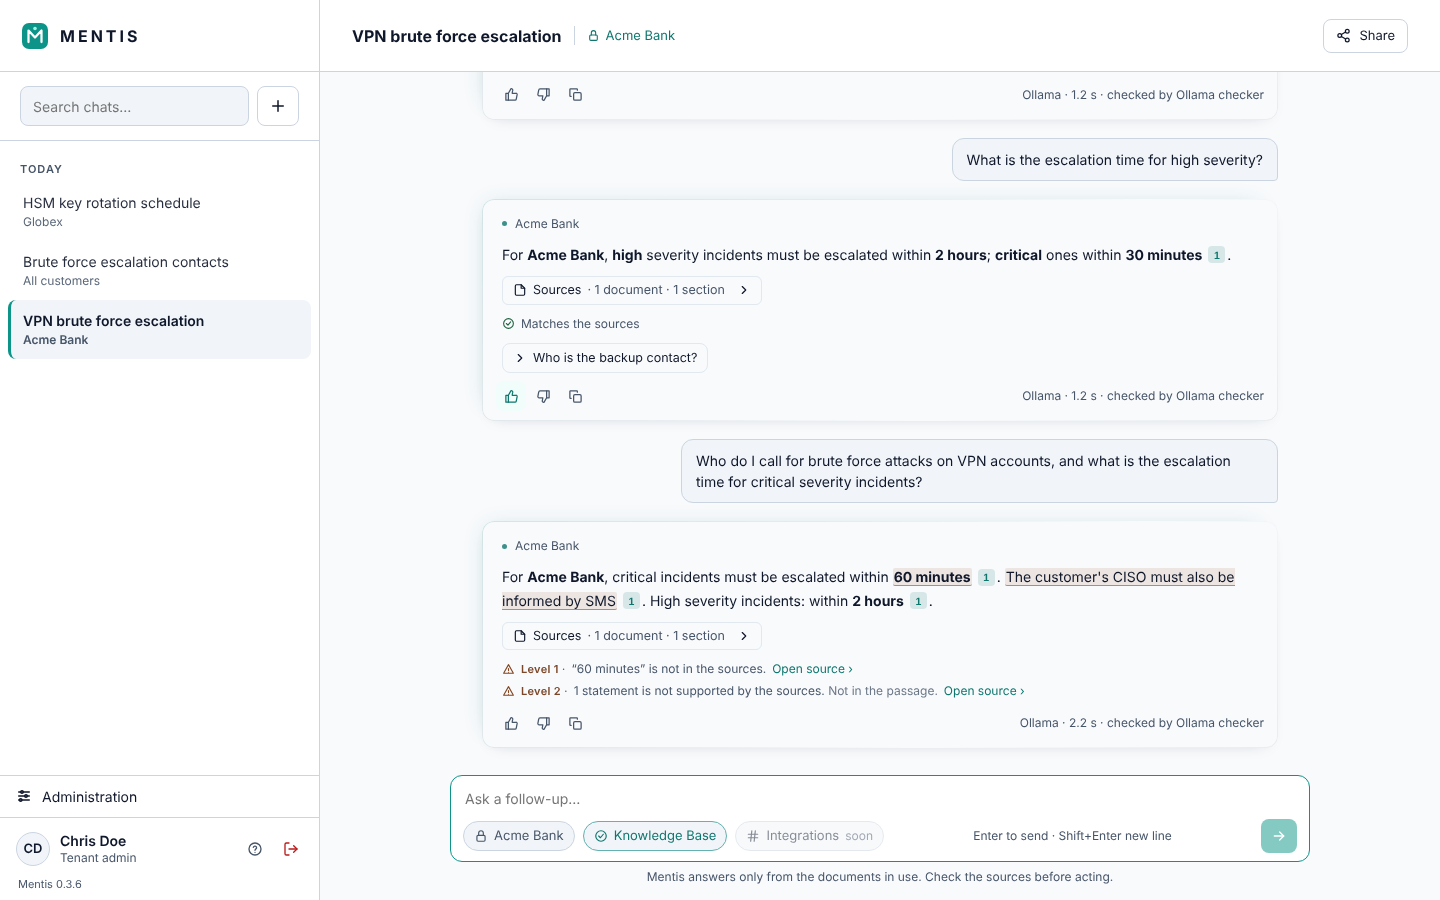 MENTIS
Search chats...
TODAY
HSM key rotation schedule
Globex
Brute force escalation contacts
All customers
VPN brute force escalation
Acme Bank
Administration
CD
Chris Doe
Tenant admin
Mentis 0.3.6
VPN brute force escalation
Acme Bank
Share
Ollama · 1.2 s · checked by Ollama checker
What is the escalation time for high severity?
Acme Bank
For Acme Bank, high severity incidents must be escalated within 2 hours; critical ones within 30 minutes 1 .
Sources · 1 document · 1 section
Matches the sources
Who is the backup contact?
Ollama · 1.2 s · checked by Ollama checker
Who do I call for brute force attacks on VPN accounts, and what is the escalation
time for critical severity incidents?
Acme Bank
For Acme Bank, critical incidents must be escalated within 60 minutes 1 . The customer's CISO must also be
informed by SMS 1 . High severity incidents: within 2 hours 1 .
Sources · 1 document · 1 section
Level 1 · “60 minutes” is not in the sources. Open source ›
Level 2 · 1 statement is not supported by the sources. Not in the passage. Open source ›
Ollama · 2.2 s · checked by Ollama checker
Ask a follow-up...
Acme Bank
Knowledge Base
Integrations soon
Enter to send · Shift+Enter new line
Mentis answers only from the documents in use. Check the sources before acting.